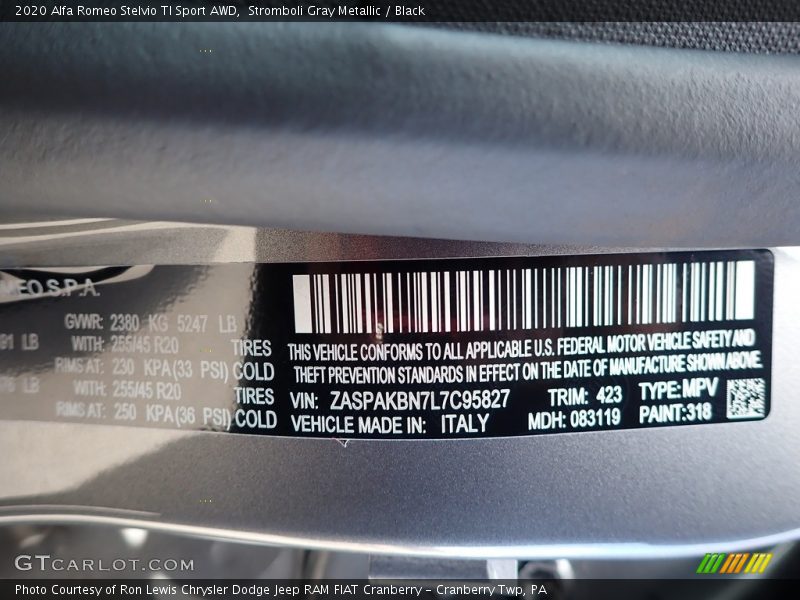 2020 Alfa Romeo Stelvio TI Sport AWD, Stromboli Gray Metallic / Black
MEO S.P.A.
GVWR: 2380 KG 5247 LB
LB WITH: 255/45 R20 TIRES
RIMS AT: 230 KPA (33 PSI) COLD
LB WITH: 255/45 R20 TIRES
RIMS AT: 250 KPA (36 PSI) COLD
THIS VEHICLE CONFORMS TO ALL APPLICABLE U.S. FEDERAL MOTOR VEHICLE SAFETY AND
THEFT PREVENTION STANDARDS IN EFFECT ON THE DATE OF MANUFACTURE SHOWN ABOVE.
VIN: ZASPAKBN7L7C95827 TRIM: 423 TYPE: MPV
VEHICLE MADE IN: ITALY MDH: 083119 PAINT: 318
GTCARLOT.COM
Photo Courtesy of Ron Lewis Chrysler Dodge Jeep RAM FIAT Cranberry - Cranberry Twp, PA